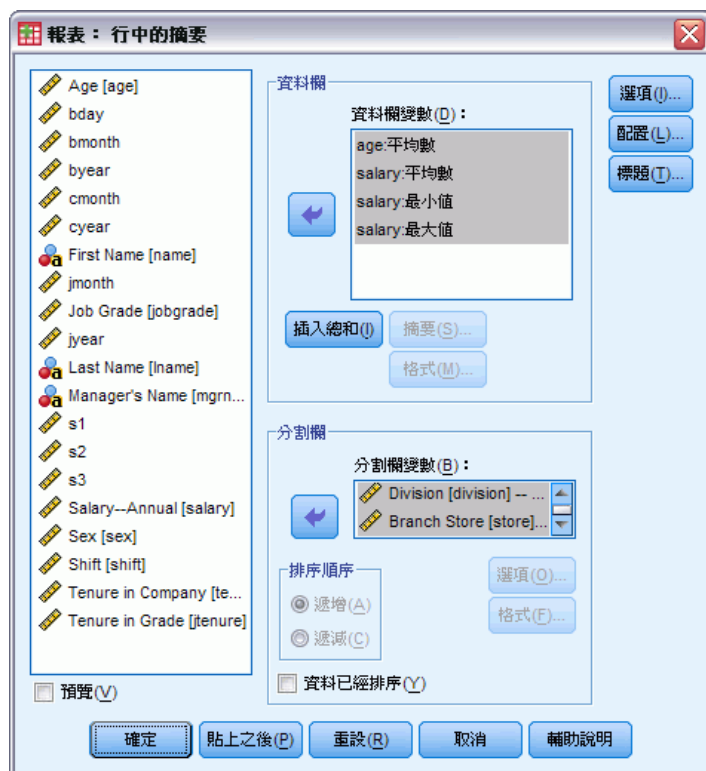 報表： 行中的摘要
Age [age]
bday
bmonth
byear
cmonth
cyear
First Name [name]
jmonth
Job Grade [jobgrade]
jyear
Last Name [lname]
Manager's Name [mgrn...
s1
s2
s3
Salary--Annual [salary]
Sex [sex]
Shift [shift]
Tenure in Company [te...
Tenure in Grade [jtenure]
預覽(V)
資料欄
資料欄變數(D)：
age:平均數
salary:平均數
salary:最小值
salary:最大值
插入總和(I)
摘要(S)...
格式(M)...
分割欄
分割欄變數(B)：
Division [division] -- ...
Branch Store [store]...
排序順序
遞增(A)
遞減(C)
選項(O)...
格式(F)...
資料已經排序(Y)
選項(I)...
配置(L)...
標題(T)...
確定
貼上之後(P)
重設(R)
取消
輔助說明